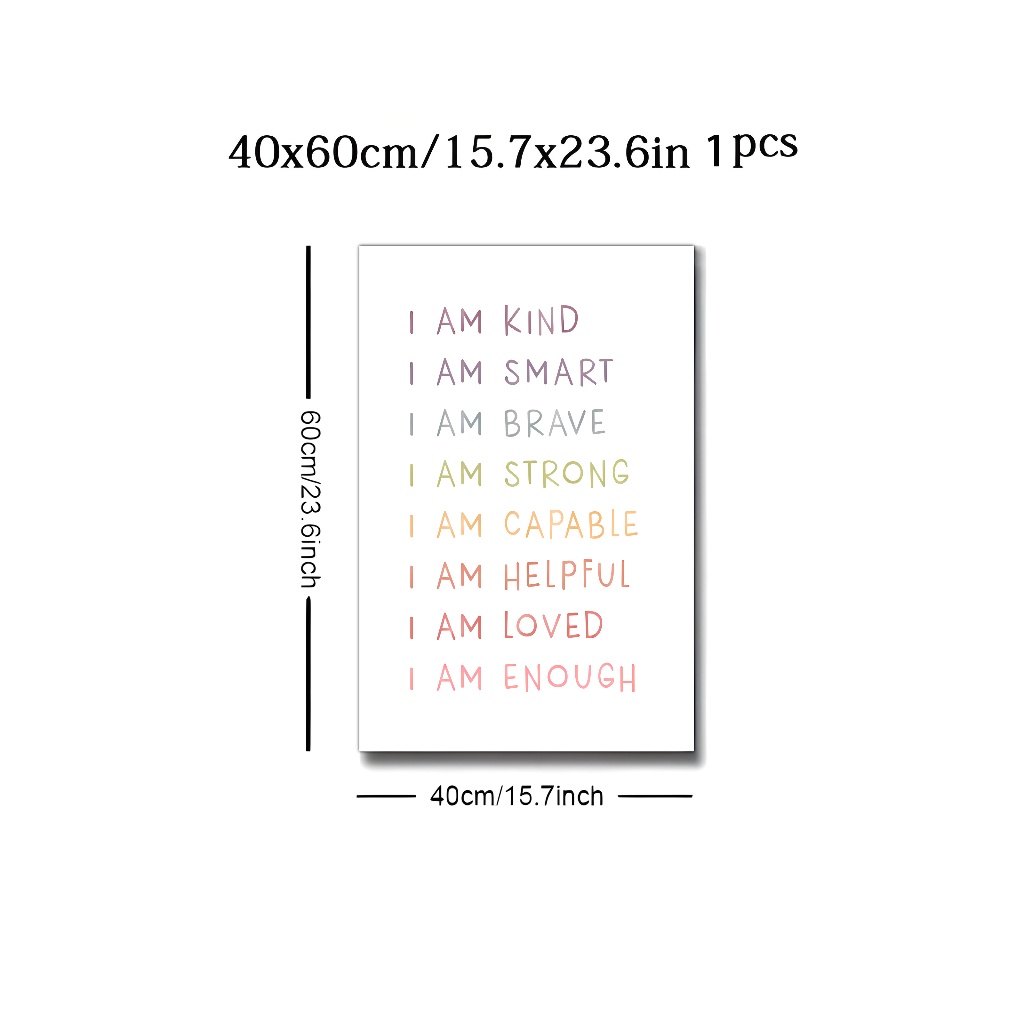 40x60cm/15.7x23.6in 1pcs
60cm/23.6inch
I AM KIND
I AM SMART
I AM BRAVE
I AM STRONG
I AM CAPABLE
I AM HELPFUL
I AM LOVED
I AM ENOUGH
40cm/15.7inch